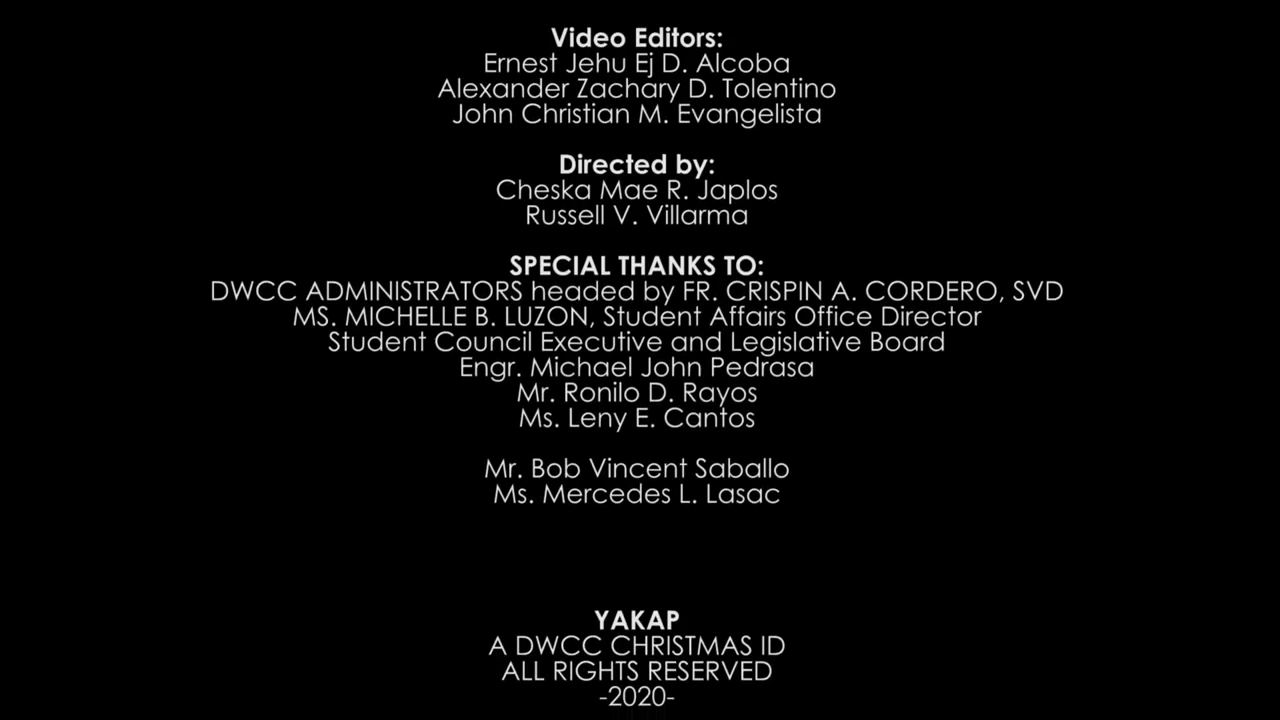 Video Editors:
Ernest Jehu Ej D. Alcoba
Alexander Zachary D. Tolentino
John Christian M. Evangelista
Directed by:
Cheska Mae R. Japlos
Russell V. Villarma
SPECIAL THANKS TO:
DWCC ADMINISTRATORS headed by FR. CRISPIN A. CORDERO, SVD
MS. MICHELLE B. LUZON, Student Affairs Office Director
Student Council Executive and Legislative Board
Engr. Michael John Pedrasa
Mr. Ronilo D. Rayos
Ms. Leny E. Cantos
Mr. Bob Vincent Saballo
Ms. Mercedes L. Lasac
YAKAP
A DWCC CHRISTMAS ID
ALL RIGHTS RESERVED
-2020-